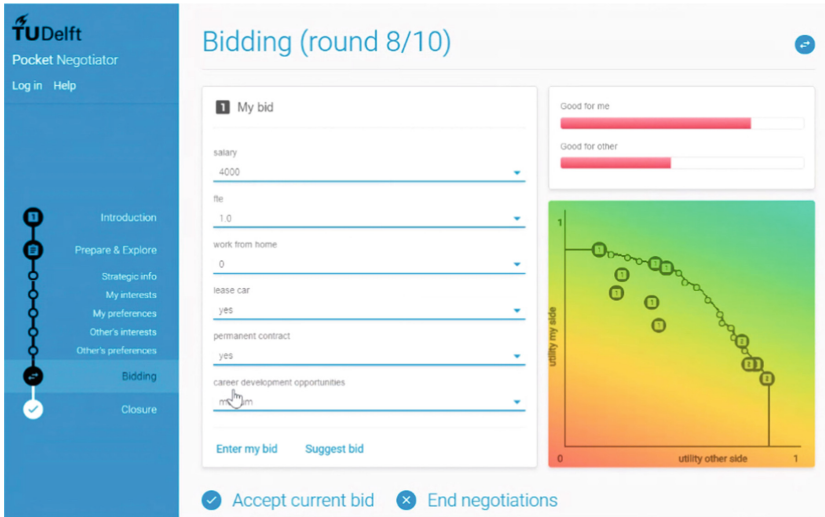 TUDelft
Pocket Negotiator
Log in Help
Introduction
Prepare & Explore
Strategic info
My interests
My preferences
Other's interests
Other's preferences
Bidding
Closure
Bidding (round 8/10)
1 My bid
salary
4000
fte
1.0
work from home
0
lease car
yes
permanent contract
yes
career development opportunities
Enter my bid Suggest bid
Accept current bid End negotiations
Good for me
Good for other
1
utility my side
0 utility other side 1